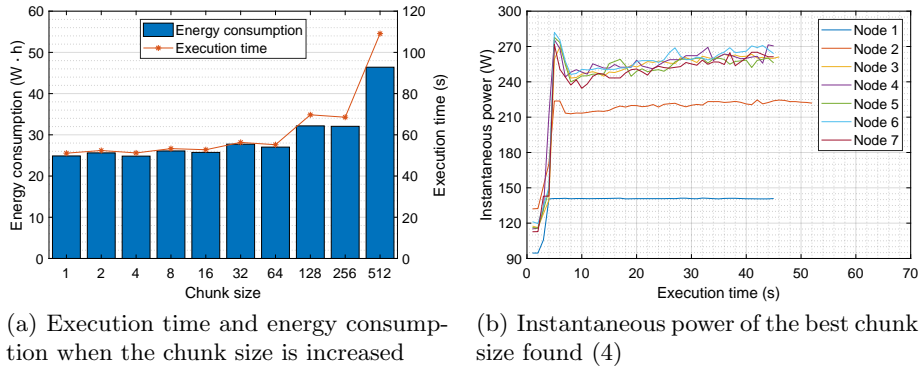 Energy consumption (W · h)
60
50
40
30
20
10
0
Energy consumption
Execution time
120
100
80
60
40
20
0
Execution time (s)
1 2 4 8 16 32 64 128 256 512
Chunk size
(a) Execution time and energy consump-
tion when the chunk size is increased
Instantaneous power (W)
300
270
240
210
180
150
120
90
Node 1
Node 2
Node 3
Node 4
Node 5
Node 6
Node 7
0 10 20 30 40 50 60 70
Execution time (s)
(b) Instantaneous power of the best chunk
size found (4)